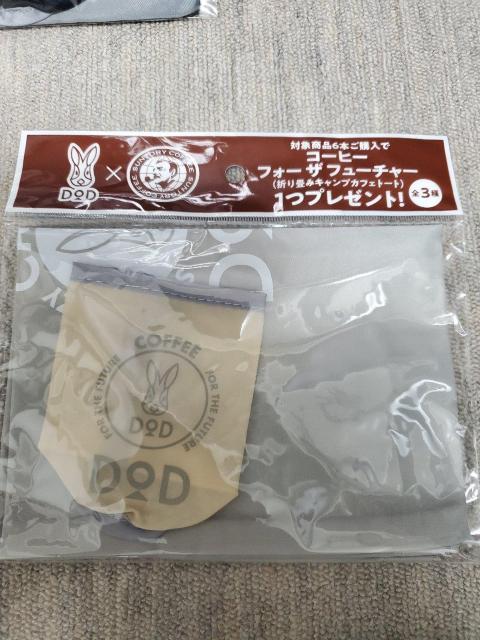 対象商品6本ご購入で
コーヒー
フォー ザ フューチャー
(折り畳みキャンプカフェトート)
1つプレゼント!
全3種
DOD
×
SUNTORY COFFEE
COFFEE
FOR THE FUTURE
FOR THE FUTURE
DOD
DOD